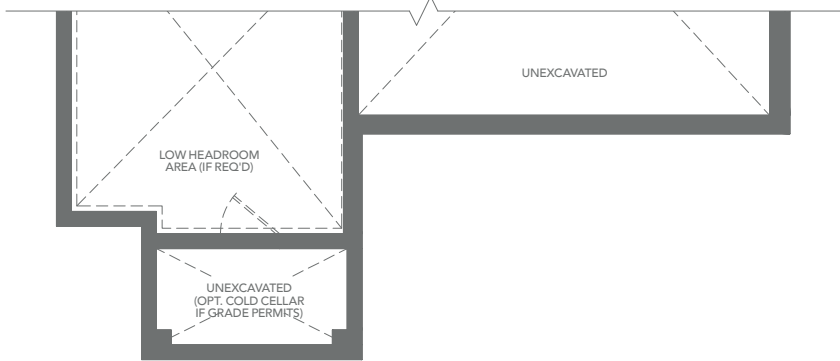 UNEXCAVATED
LOW HEADROOM
AREA (IF REQ'D)
UNEXCAVATED
(OPT. COLD CELLAR
IF GRADE PERMITS)